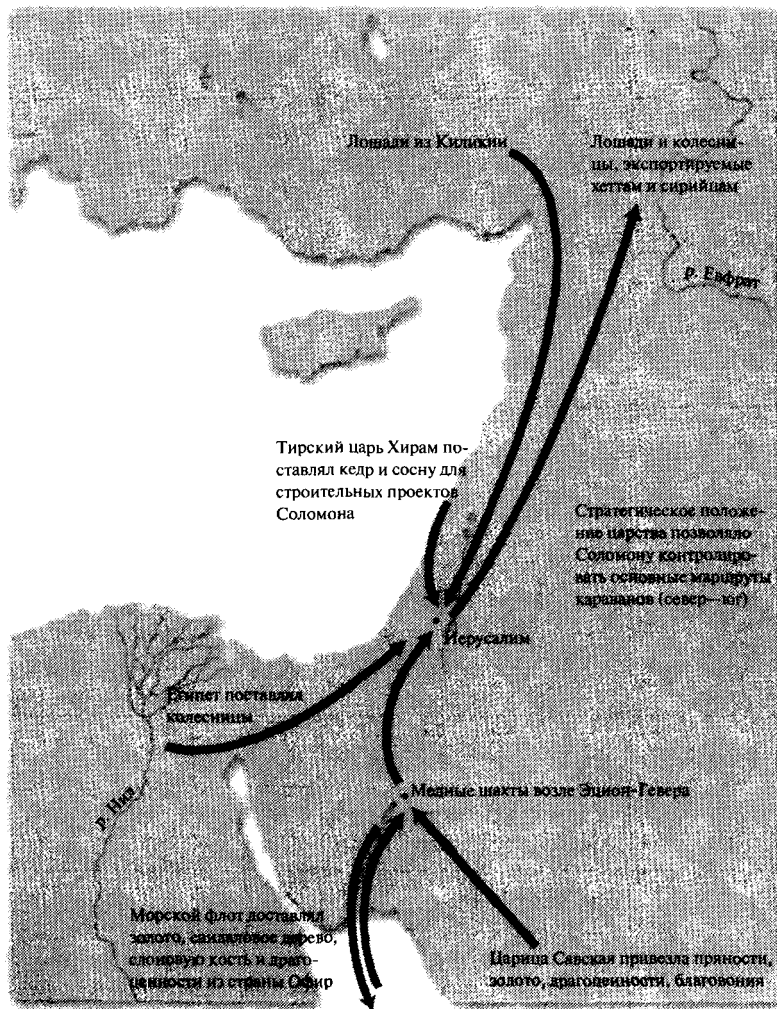 Лошади из Киликии
Лошади и колесни-
цы, экспортируемые
хеттам и сирийцам
р. Евфрат
Тирский царь Хирам по-
ставлял кедр и сосну для
строительных проектов
Соломона
Стратегическое положе-
ние царства позволяло
Соломону контролиро-
вать основные маршруты
караванов (север—юг)
Иерусалим
Египет поставлял
колесницы
р. Нил
Медные шахты возле Эцион-Гевера
Морской флот доставлял
золото, сандаловое дерево,
слоновую кость и драго-
ценности из страны Офир
Царица Савская привезла пряности,
золото, драгоценности, благовония